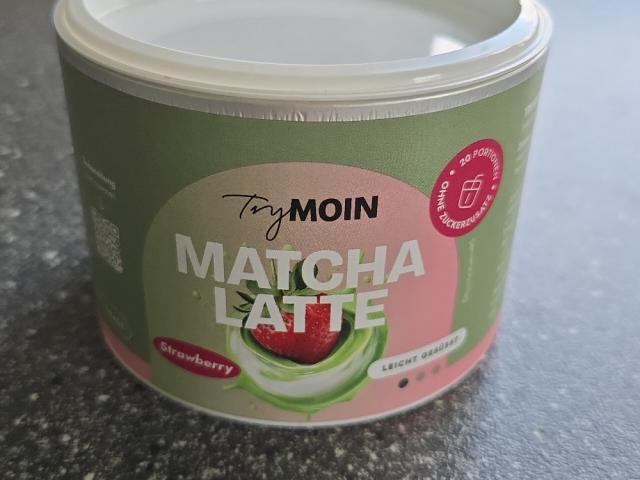 TryMOIN
MATCHA
LATTE
Strawberry
LEICHT GESÜSST
20 PORTIONEN
OHNE ZUCKERZUSATZ